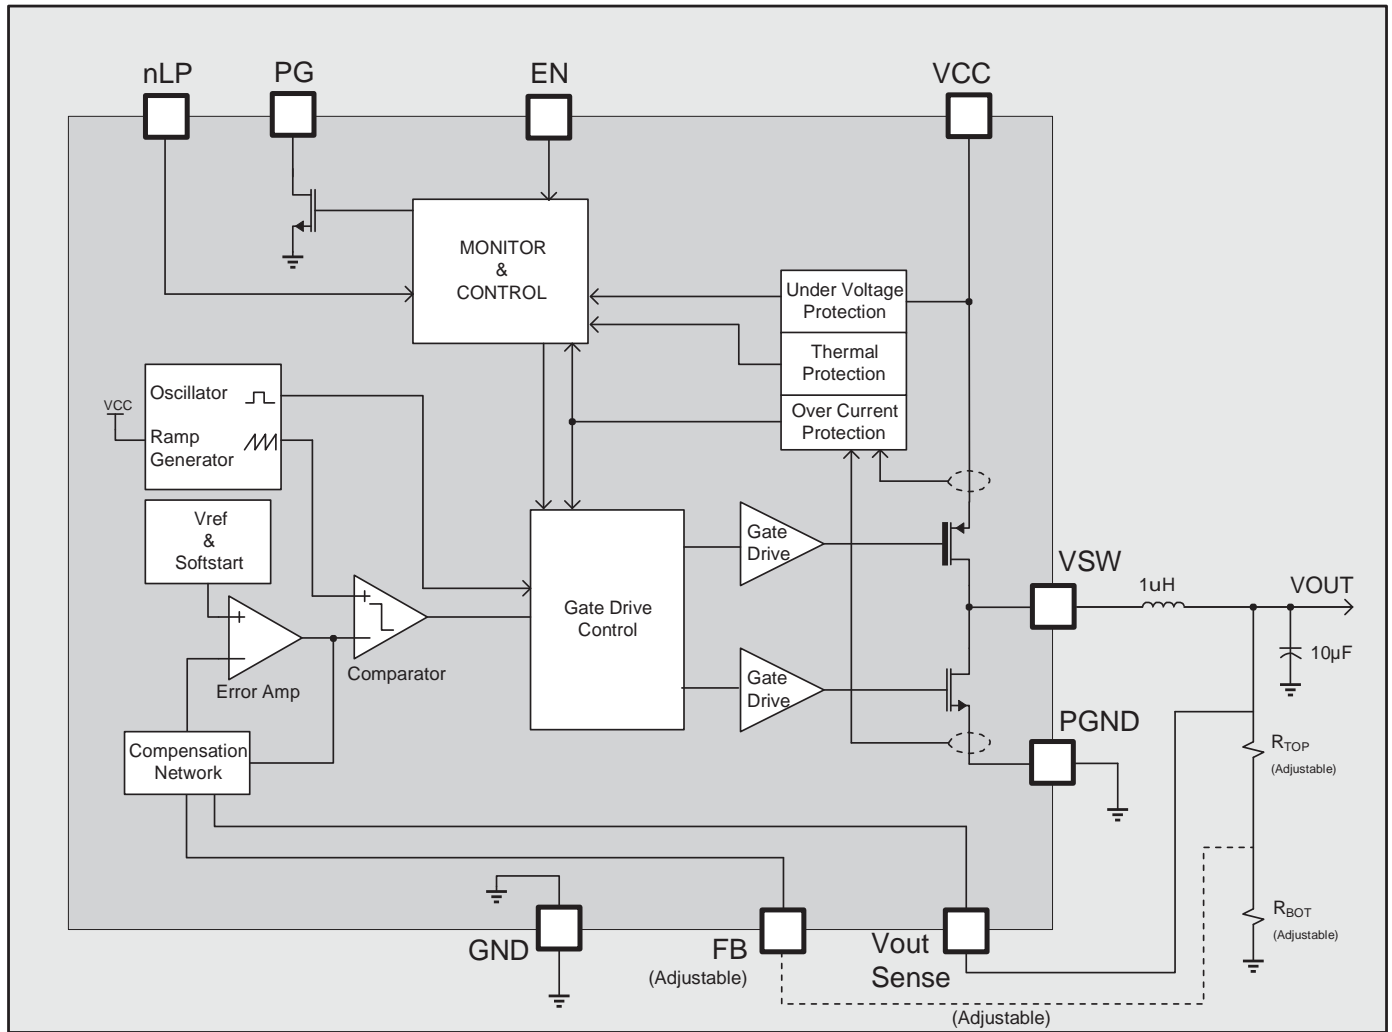 nLP
PG
EN
VCC
MONITOR
&
CONTROL
Under Voltage
Protection
Thermal
Protection
Over Current
Protection
Oscillator
VCC
Ramp
Generator
Vref
&
Softstart
Gate
Drive
VSW
1uH
VOUT
Gate Drive
Control
10µF
Comparator
Error Amp
Gate
Drive
PGND
RTOP
(Adjustable)
Compensation
Network
RBOT
(Adjustable)
GND
FB
(Adjustable)
Vout
Sense
(Adjustable)